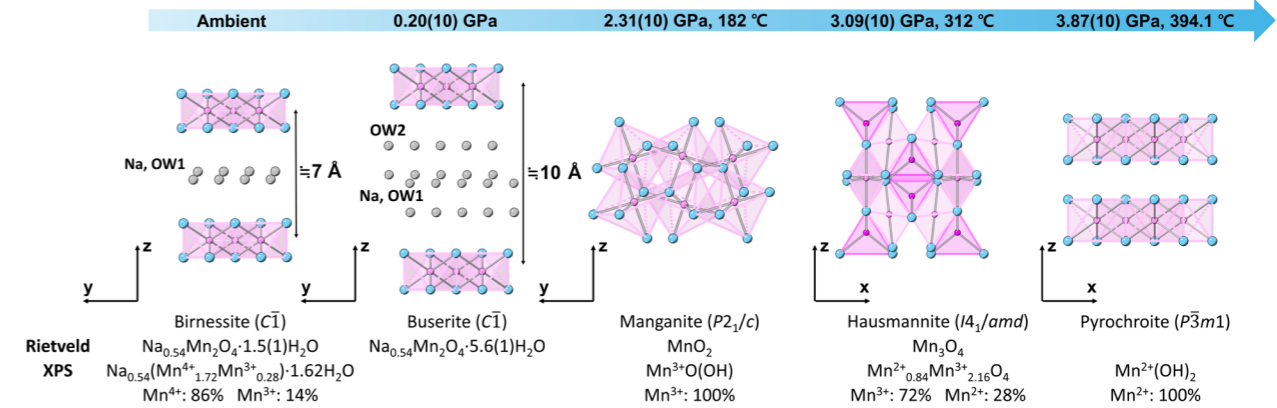 Ambient 0.20(10) GPa 2.31(10) GPa, 182 ℃ 3.09(10) GPa, 312 ℃ 3.87(10) GPa, 394.1 ℃
OW2
Na, OW1
≒7 Å
≒10 Å
Na, OW1
z z z z z
y y y x x
Birnessite (C1̅) Buserite (C1̅) Manganite (P2₁/c) Hausmannite (I4₁/amd) Pyrochroite (P3̅m1)
Rietveld Na₀.₅₄Mn₂O₄·1.5(1)H₂O Na₀.₅₄Mn₂O₄·5.6(1)H₂O MnO₂ Mn₃O₄
XPS Na₀.₅₄(Mn⁴⁺₁.₇₂Mn³⁺₀.₂₈)·1.62H₂O Mn³⁺O(OH) Mn²⁺₀.₈₄Mn³⁺₂.₁₆O₄ Mn²⁺(OH)₂
Mn⁴⁺: 86% Mn³⁺: 14% Mn³⁺: 100% Mn³⁺: 72% Mn²⁺: 28% Mn²⁺: 100%